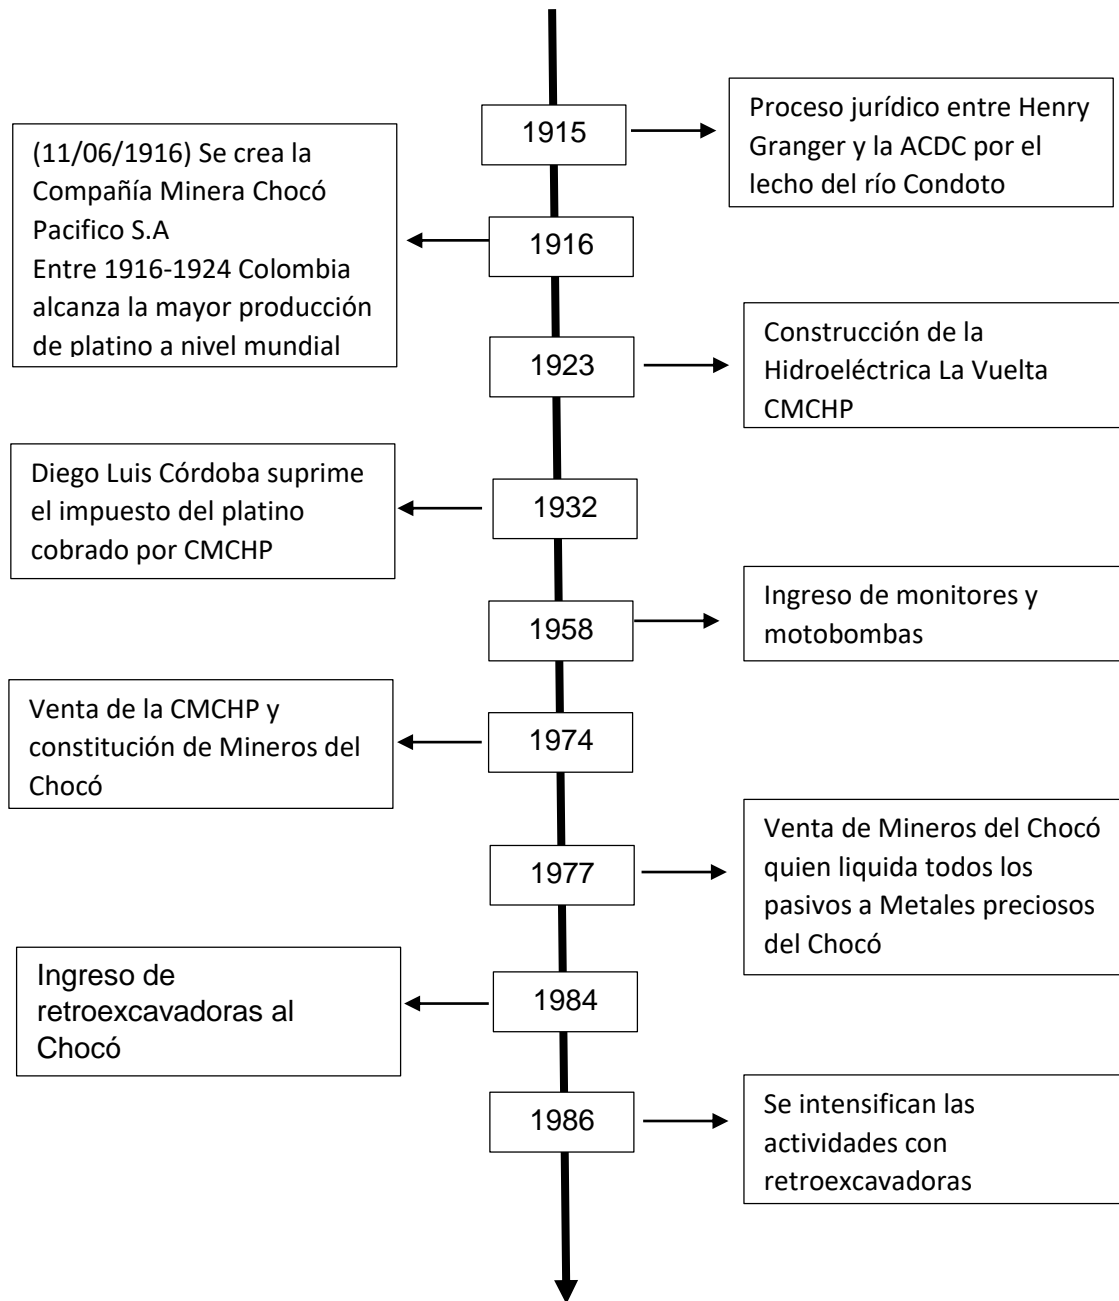 1915
Proceso jurídico entre Henry
Granger y la ACDC por el
lecho del río Condoto
1916
(11/06/1916) Se crea la
Compañía Minera Chocó
Pacifico S.A
Entre 1916-1924 Colombia
alcanza la mayor producción
de platino a nivel mundial
1923
Construcción de la
Hidroeléctrica La Vuelta
CMCHP
1932
Diego Luis Córdoba suprime
el impuesto del platino
cobrado por CMCHP
1958
Ingreso de monitores y
motobombas
1974
Venta de la CMCHP y
constitución de Mineros del
Chocó
1977
Venta de Mineros del Chocó
quien liquida todos los
pasivos a Metales preciosos
del Chocó
1984
Ingreso de
retroexcavadoras al
Chocó
1986
Se intensifican las
actividades con
retroexcavadoras